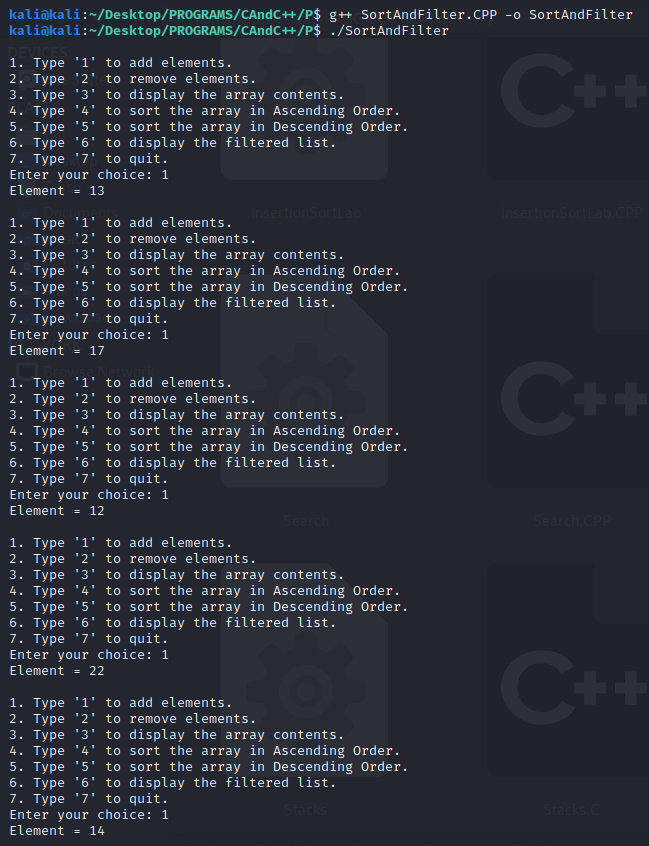 kali@kali:~/Desktop/PROGRAMS/CAndC++/P$ g++ SortAndFilter.CPP -o SortAndFilter
kali@kali:~/Desktop/PROGRAMS/CAndC++/P$ ./SortAndFilter
DEVICES
1. Type '1' to add elements.
2. Type '2' to remove elements.
3. Type '3' to display the array contents.
4. Type '4' to sort the array in Ascending Order.
5. Type '5' to sort the array in Descending Order.
6. Type '6' to display the filtered list.
7. Type '7' to quit.
Enter your choice: 1
Element = 13
InsertionSortLab
InsertionSortLab.CPP
1. Type '1' to add elements.
2. Type '2' to remove elements.
3. Type '3' to display the array contents.
4. Type '4' to sort the array in Ascending Order.
5. Type '5' to sort the array in Descending Order.
6. Type '6' to display the filtered list.
7. Type '7' to quit.
Enter your choice: 1
Element = 17
Browse Network
1. Type '1' to add elements.
2. Type '2' to remove elements.
3. Type '3' to display the array contents.
4. Type '4' to sort the array in Ascending Order.
5. Type '5' to sort the array in Descending Order.
6. Type '6' to display the filtered list.
7. Type '7' to quit.
Enter your choice: 1
Element = 12
Search
Search.CPP
1. Type '1' to add elements.
2. Type '2' to remove elements.
3. Type '3' to display the array contents.
4. Type '4' to sort the array in Ascending Order.
5. Type '5' to sort the array in Descending Order.
6. Type '6' to display the filtered list.
7. Type '7' to quit.
Enter your choice: 1
Element = 22
1. Type '1' to add elements.
2. Type '2' to remove elements.
3. Type '3' to display the array contents.
4. Type '4' to sort the array in Ascending Order.
5. Type '5' to sort the array in Descending Order.
6. Type '6' to display the filtered list.
7. Type '7' to quit.
Enter your choice: 1
Element = 14
Stacks
Stacks.C
C++
C++
C++